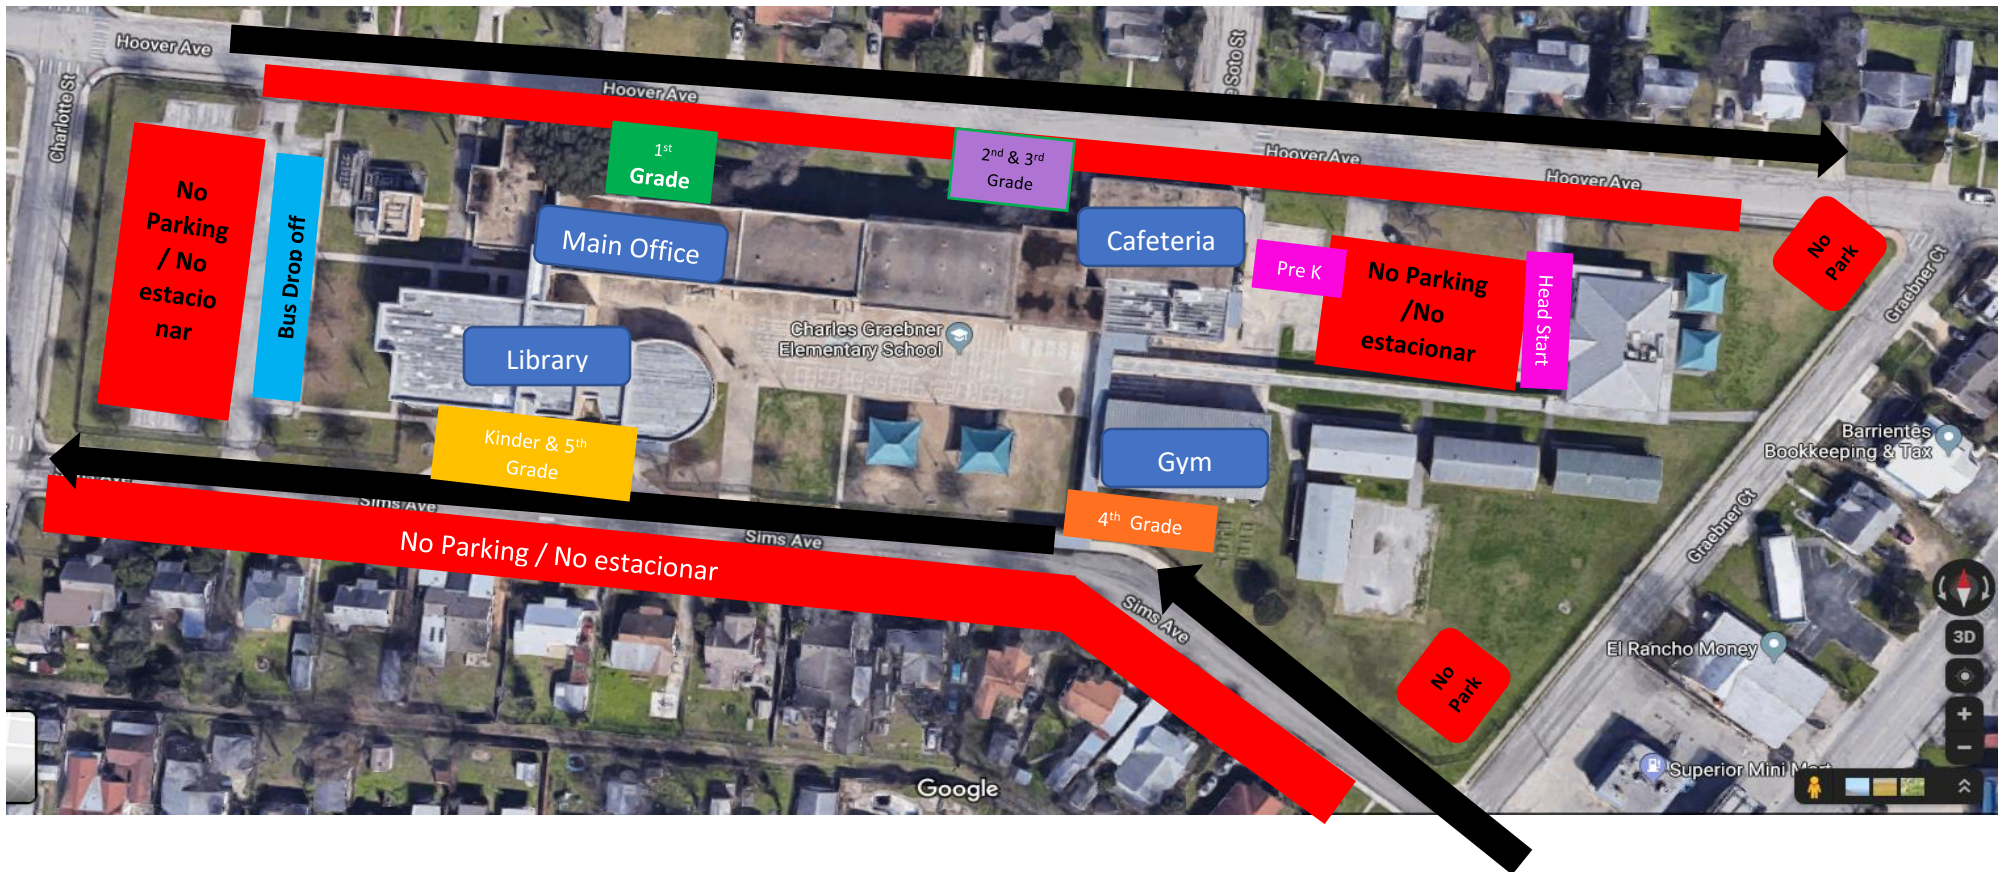 Hoover Ave
Charlotte St
Hoover Ave
Soto St
Hoover Ave
Hoover Ave
1st
Grade
2nd & 3rd
Grade
No
Parking
/ No
estacio
nar
Bus Drop off
Main Office
Cafeteria
Pre K
No Parking
/No
estacionar
Head Start
No
Park
Graebner Ct
Charles Graebner
Elementary School
Library
Kinder & 5th
Grade
Gym
4th Grade
Barrientes
Bookkeeping & Tax
Ave
Sims Ave
Sims Ave
No Parking / No estacionar
Sims Ave
Graebner Ct
No
Park
El Rancho Money
3D
Superior Mini Mart
Google